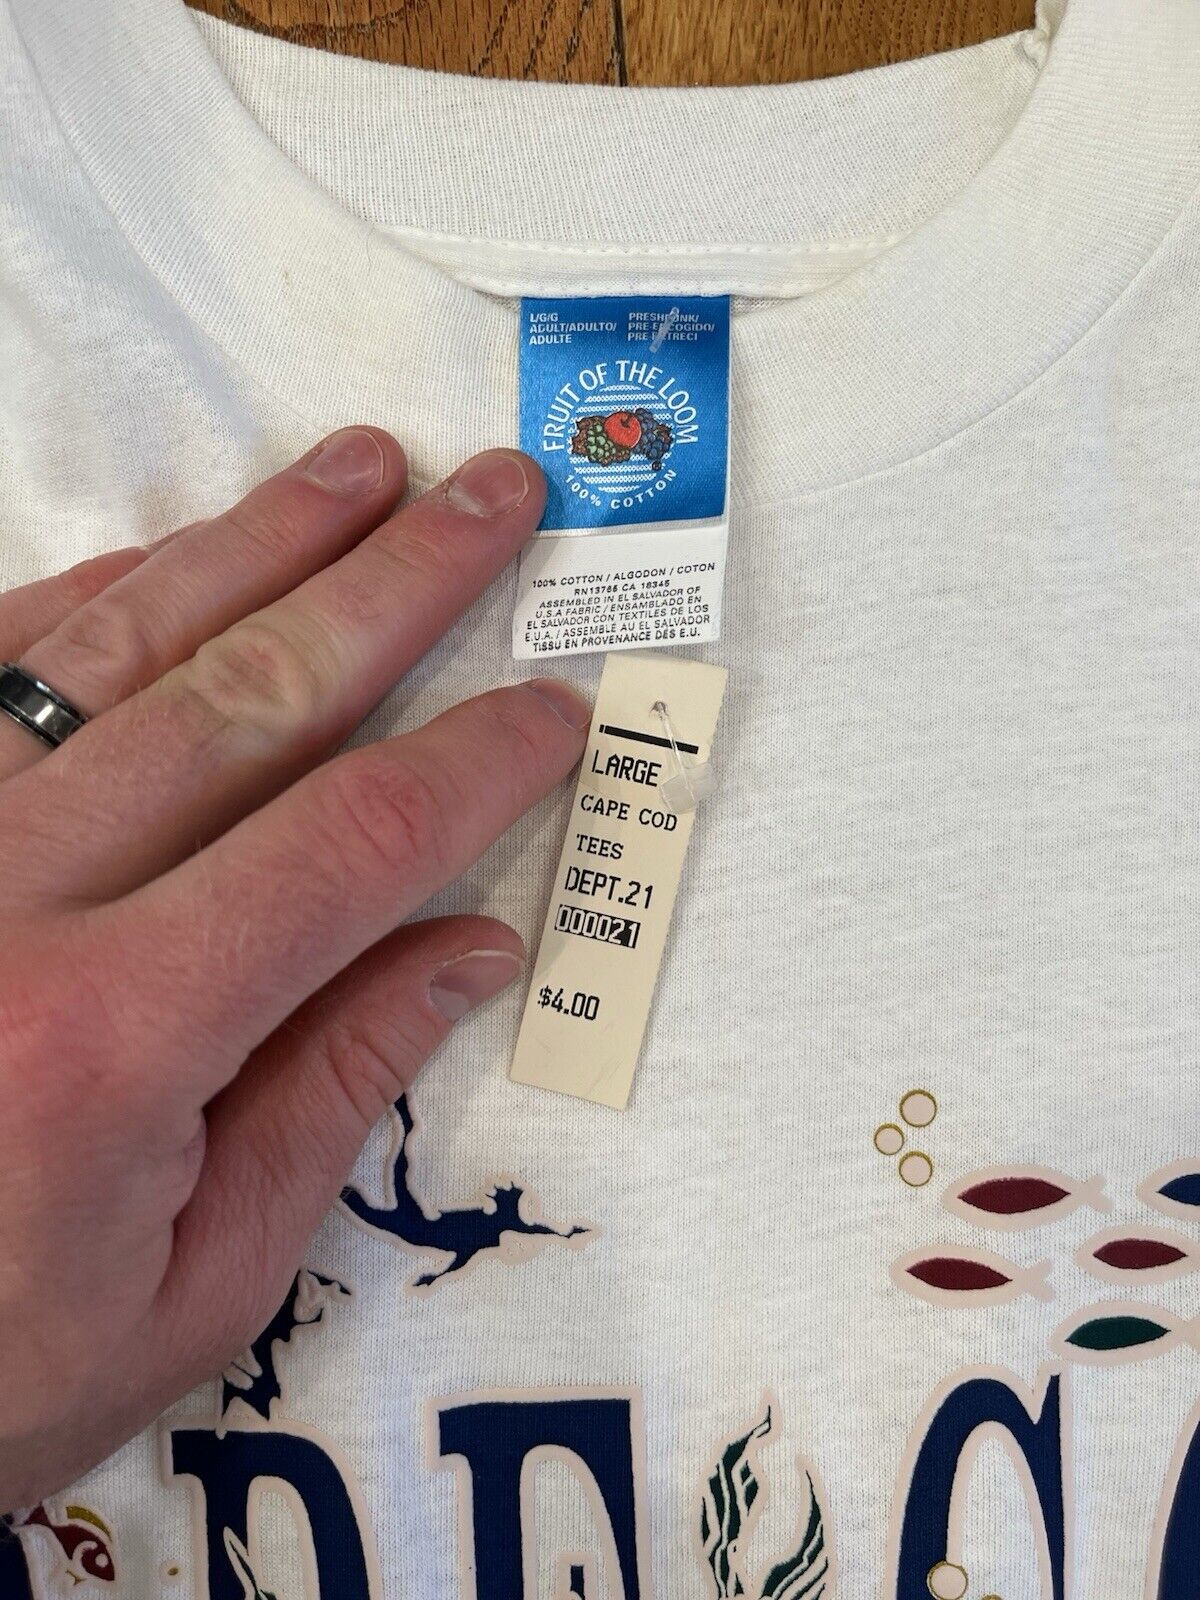 L/G/G
ADULT/ADULTO/
ADULTE
PRESHRUNK/
PRE-ENCOGIDO/
PRE RETRECI
FRUIT OF THE LOOM
100% COTTON
100% COTTON / ALGODON / COTON
RN13765 CA 18345
ASSEMBLED IN EL SALVADOR OF
U.S.A FABRIC / ENSAMBLADO EN
EL SALVADOR CON TEXTILES DE LOS
E.U.A. / ASSEMBLÉ AU EL SALVADOR
TISSU EN PROVENANCE DES E.U.
LARGE
CAPE COD
TEES
DEPT.21
000021
$4.00
PE C